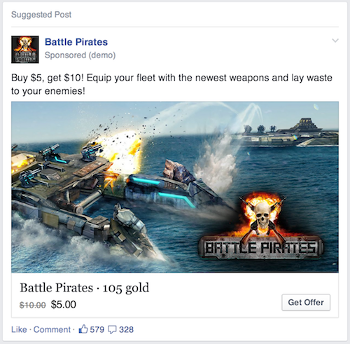 Suggested Post
Battle Pirates
Sponsored (demo)
Buy $5, get $10! Equip your fleet with the newest weapons and lay waste
to your enemies!
BATTLE PIRATES
Battle Pirates · 105 gold
$10.00 $5.00
Get Offer
Like · Comment · 579 328